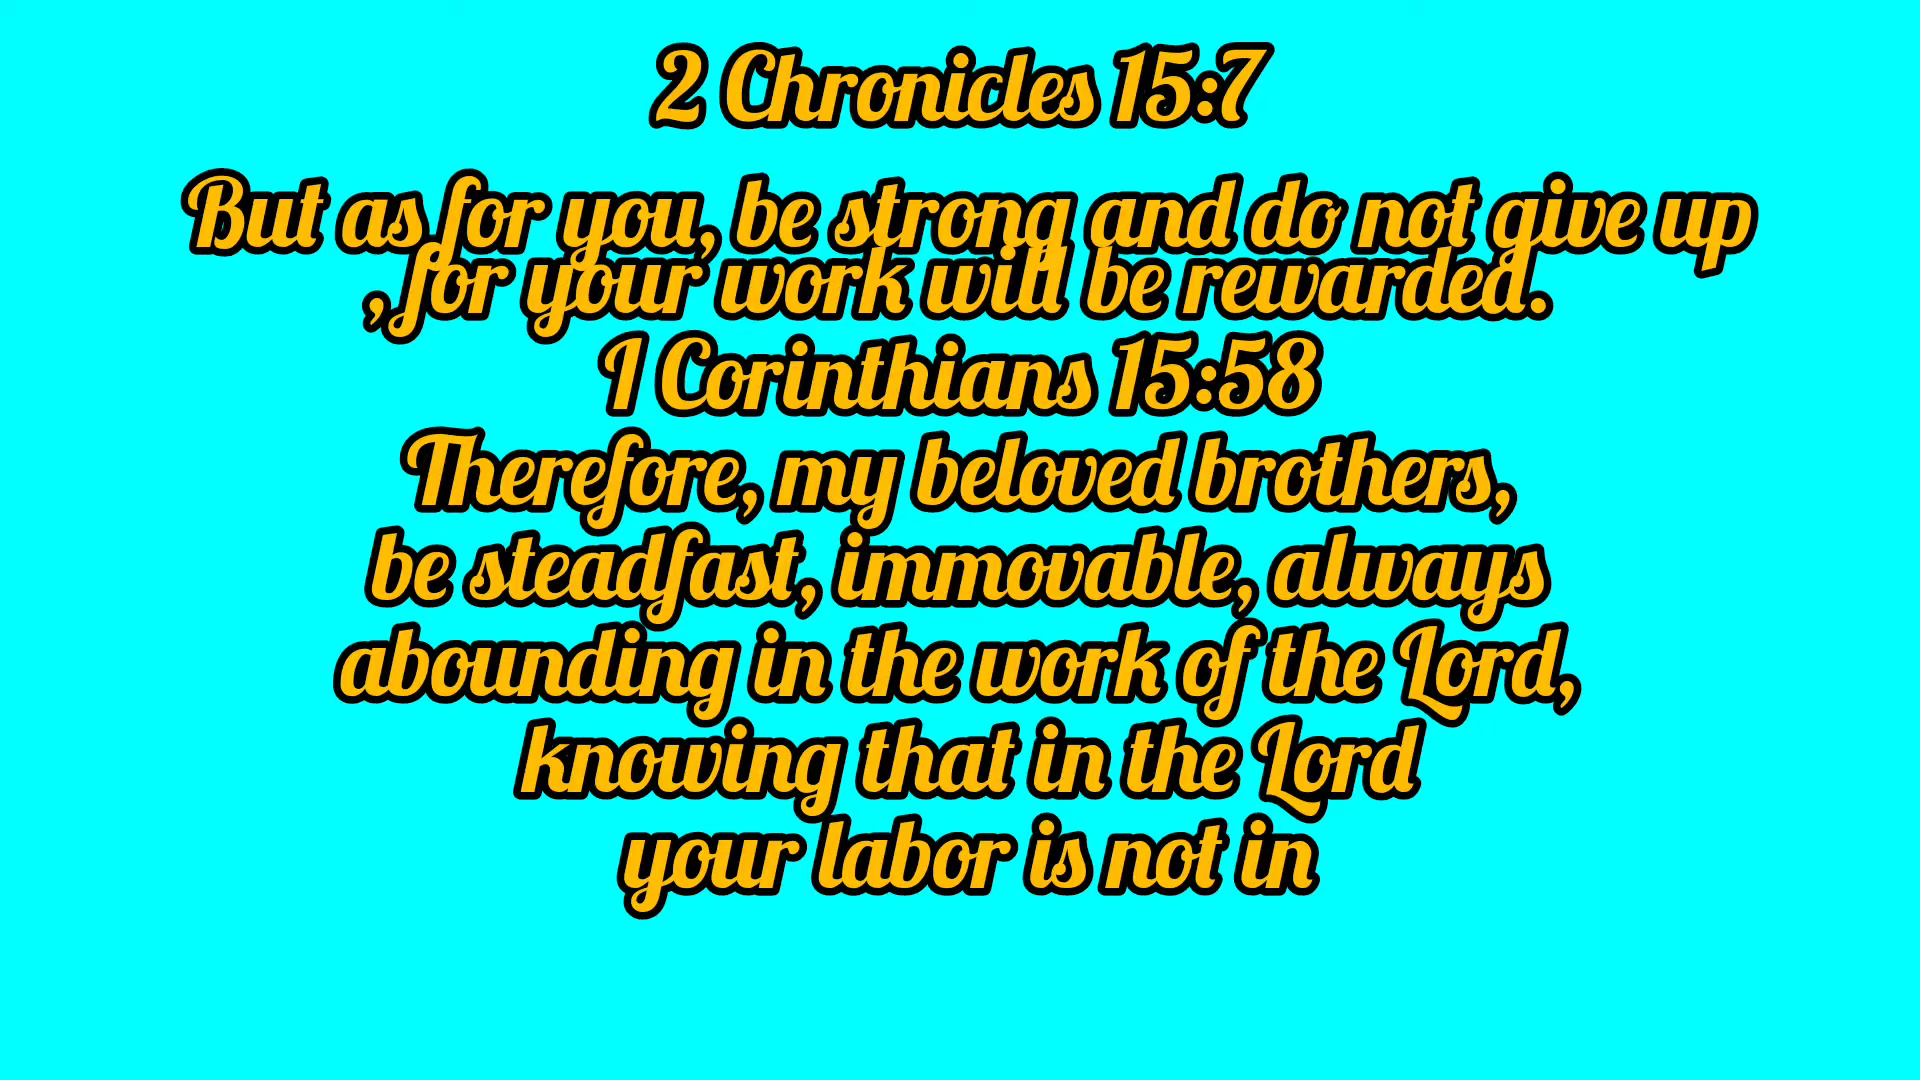 2 Chronicles 15:7
But as for you, be strong and do not give up
, for your work will be rewarded.
1 Corinthians 15:58
Therefore, my beloved brothers,
be steadfast, immovable, always
abounding in the work of the Lord,
knowing that in the Lord
your labor is not in